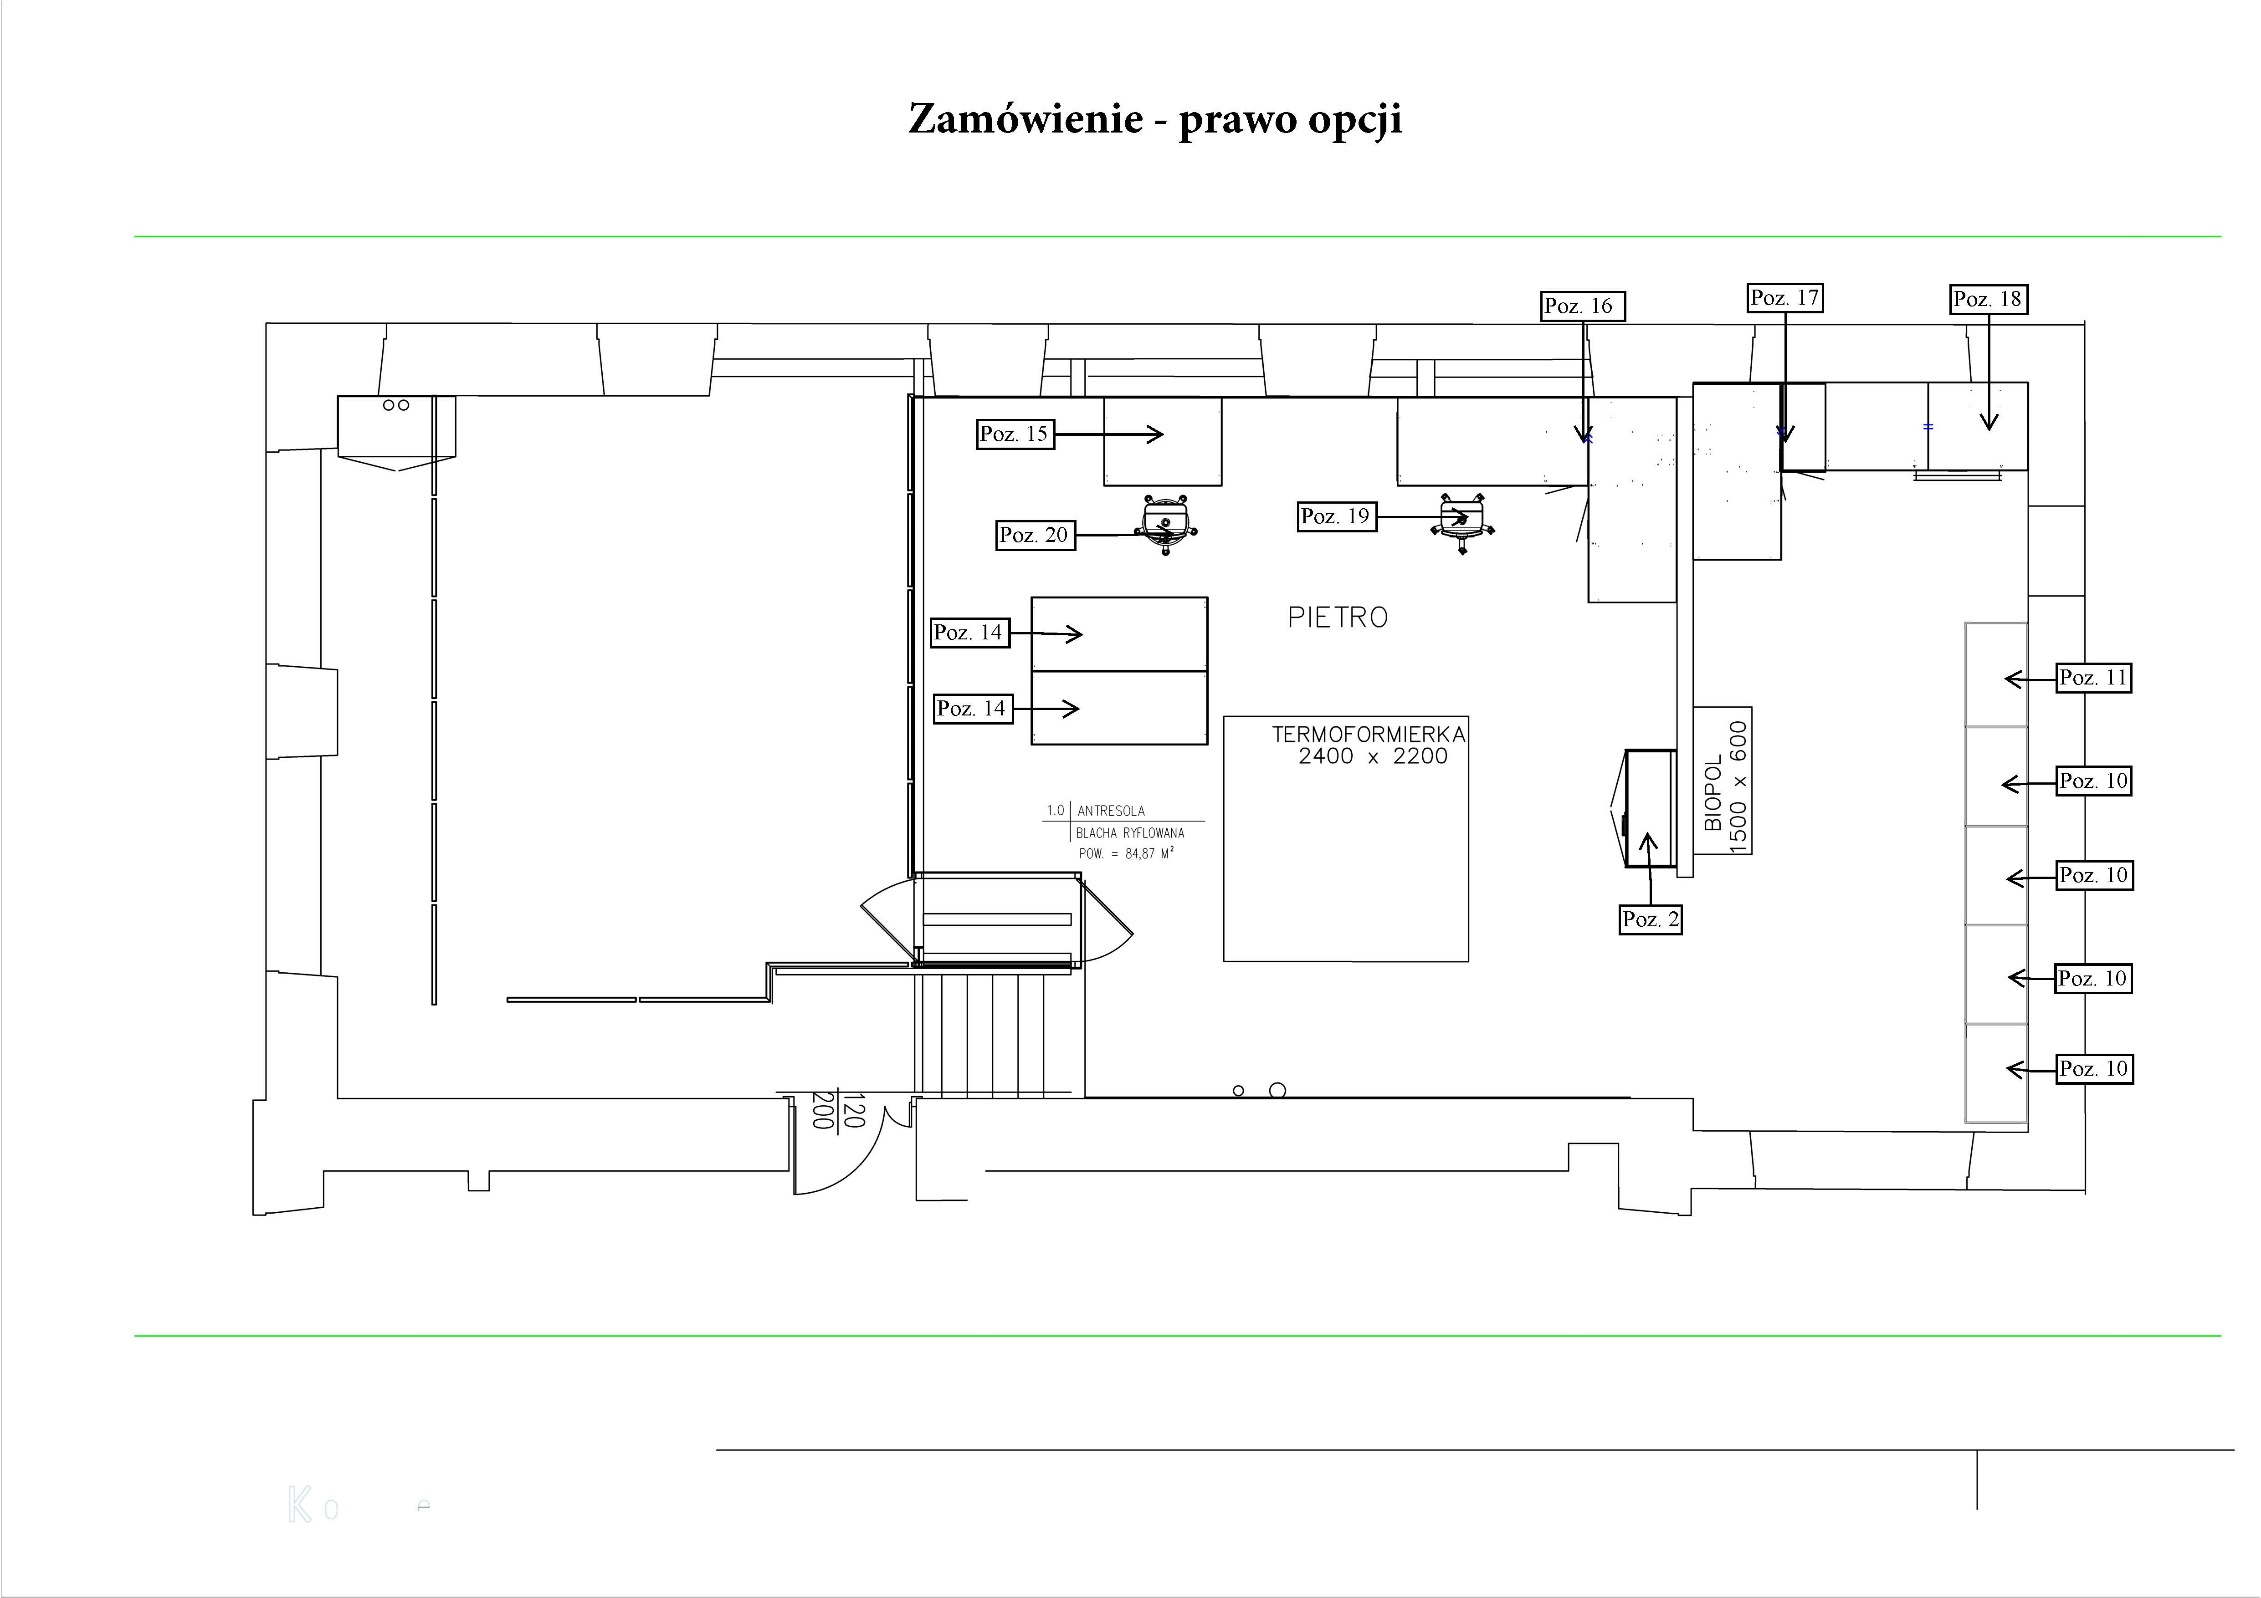 Zamówienie - prawo opcji
Poz. 16
Poz. 17
Poz. 18
Poz. 15
Poz. 20
Poz. 19
PIETRO
Poz. 14
Poz. 14
Poz. 11
TERMOFORMIERKA
2400 x 2200
BIOPOL
1500 x 600
Poz. 10
1.0 ANTRESOLA
BLACHA RYFLOWANA
POW. = 84,87 M²
Poz. 10
Poz. 2
Poz. 10
Poz. 10
120
200